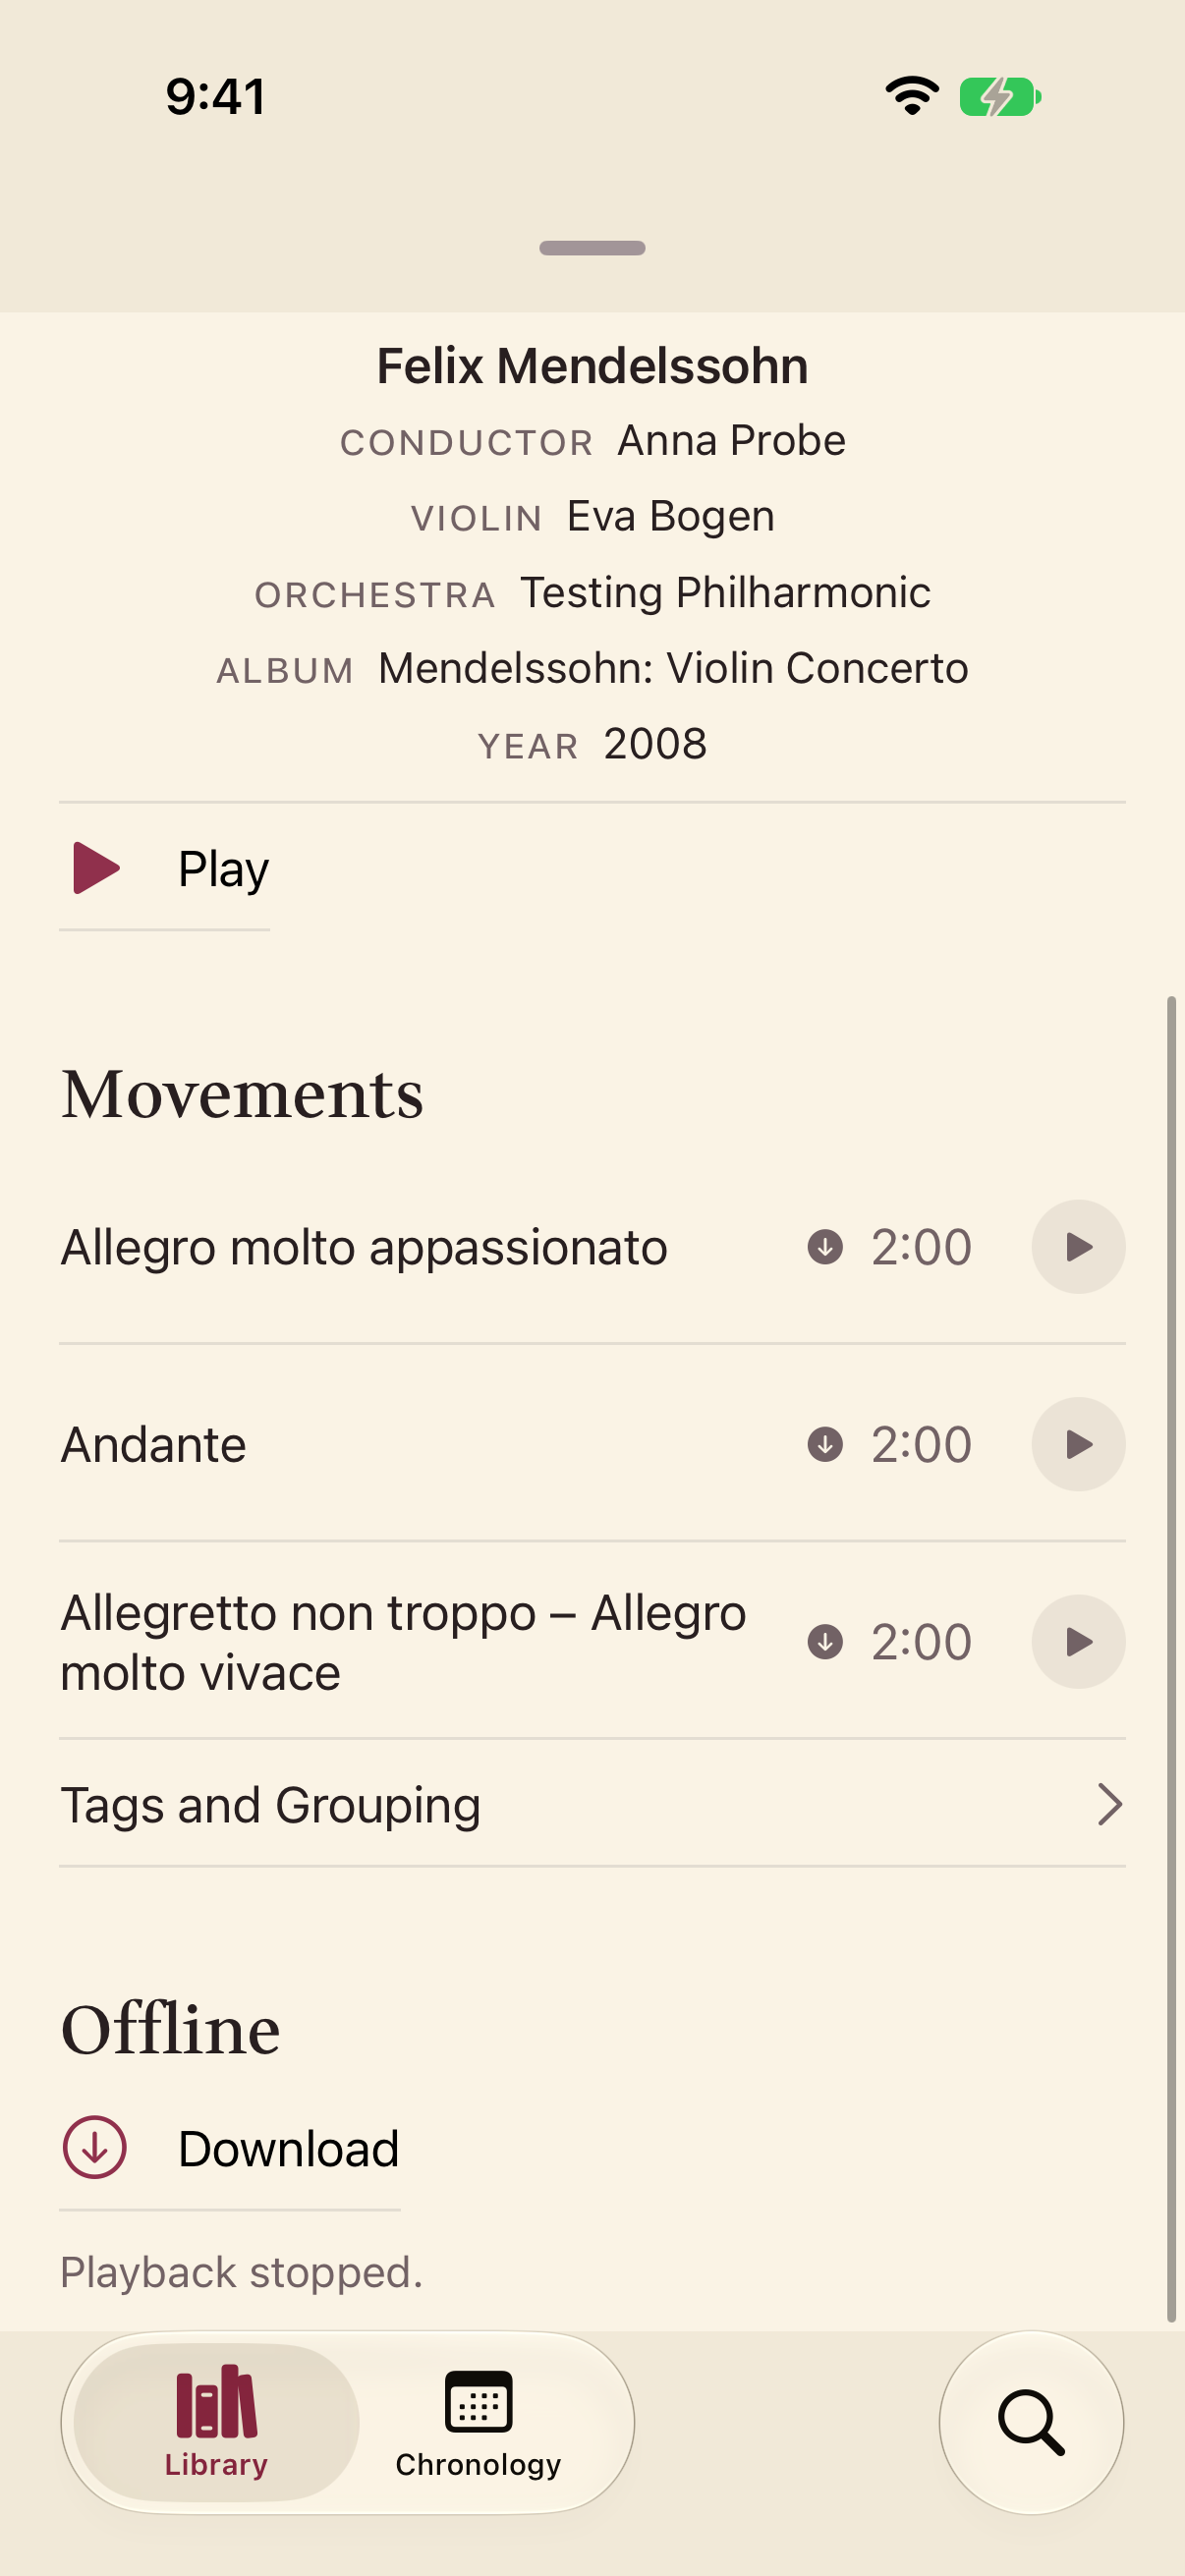 9:41
Felix Mendelssohn
CONDUCTOR Anna Probe
VIOLIN Eva Bogen
ORCHESTRA Testing Philharmonic
ALBUM Mendelssohn: Violin Concerto
YEAR 2008
Play
Movements
Allegro molto appassionato 2:00
Andante 2:00
Allegretto non troppo – Allegro
molto vivace 2:00
Tags and Grouping
Offline
Download
Playback stopped.
Library Chronology